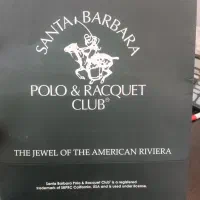 SANTA BARBARA
POLO & RACQUET
CLUB®
THE JEWEL OF THE AMERICAN RIVIERA
Santa Barbara Polo & Racquet Club® is a registered
trademark of SBPRC California, USA and is used under license.